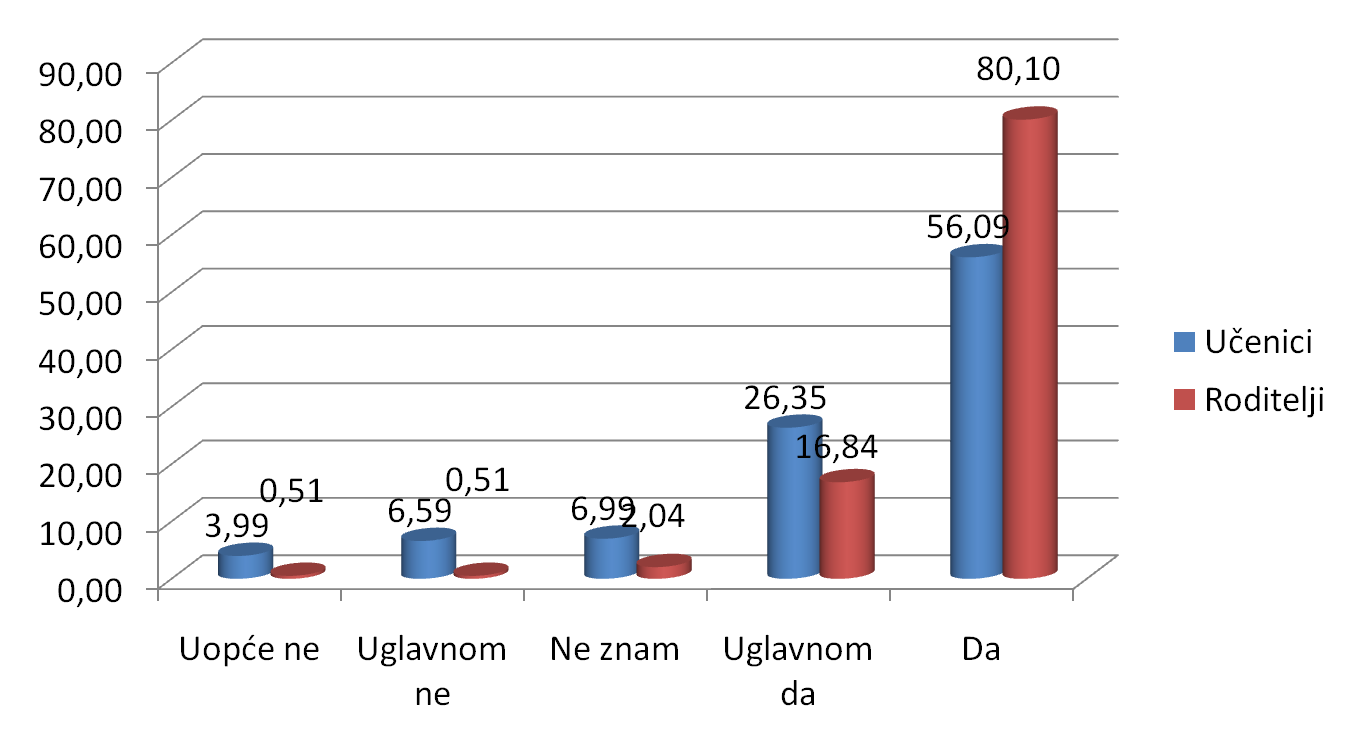 90,00
80,00
70,00
60,00
50,00
40,00
30,00
20,00
10,00
0,00
3,99
0,51
6,59
0,51
6,99
2,04
26,35
16,84
56,09
80,10
Uopće ne
Uglavnom
ne
Ne znam
Uglavnom
da
Da
Učenici
Roditelji